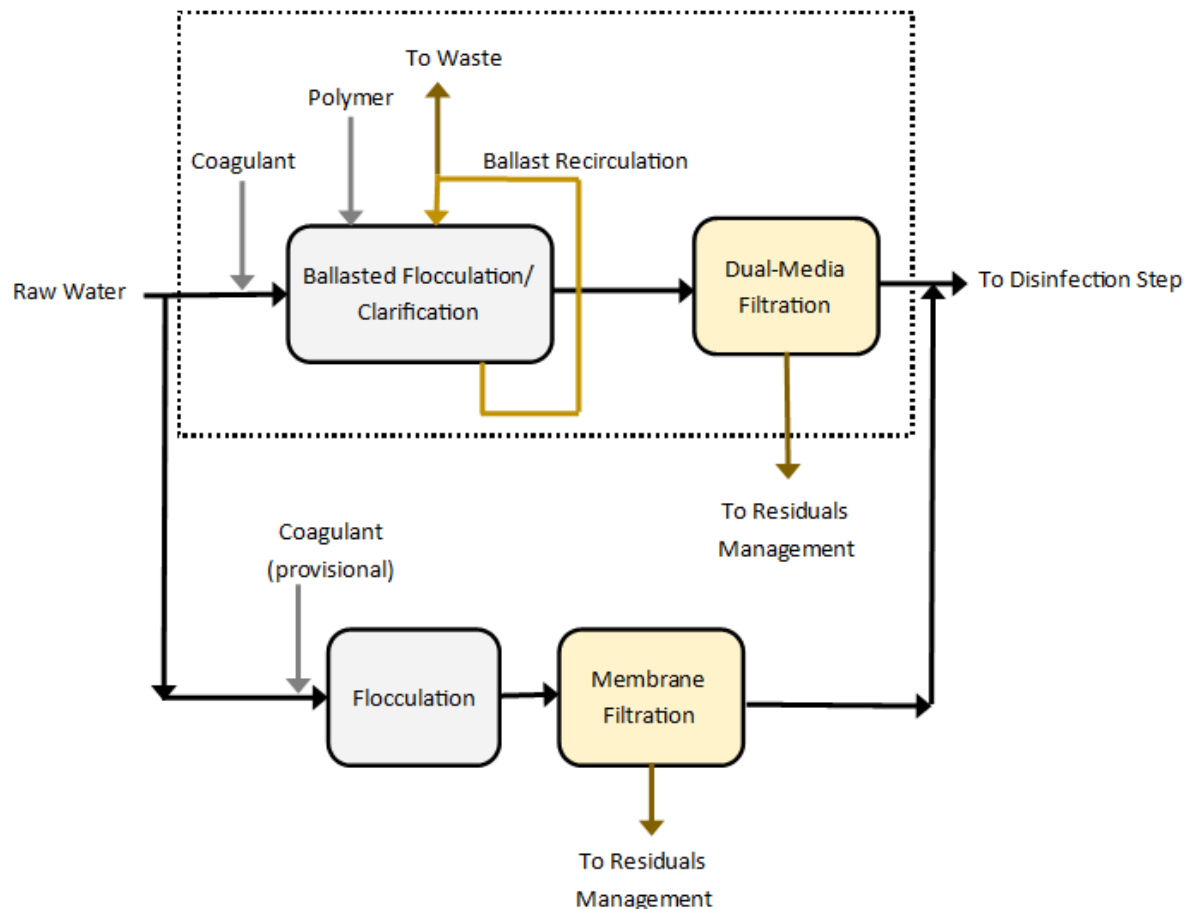 To Waste
Polymer
Coagulant
Ballast Recirculation
Raw Water
Ballasted Flocculation/
Clarification
Dual-Media
Filtration
To Disinfection Step
To Residuals
Management
Coagulant
(provisional)
Flocculation
Membrane
Filtration
To Residuals
Management